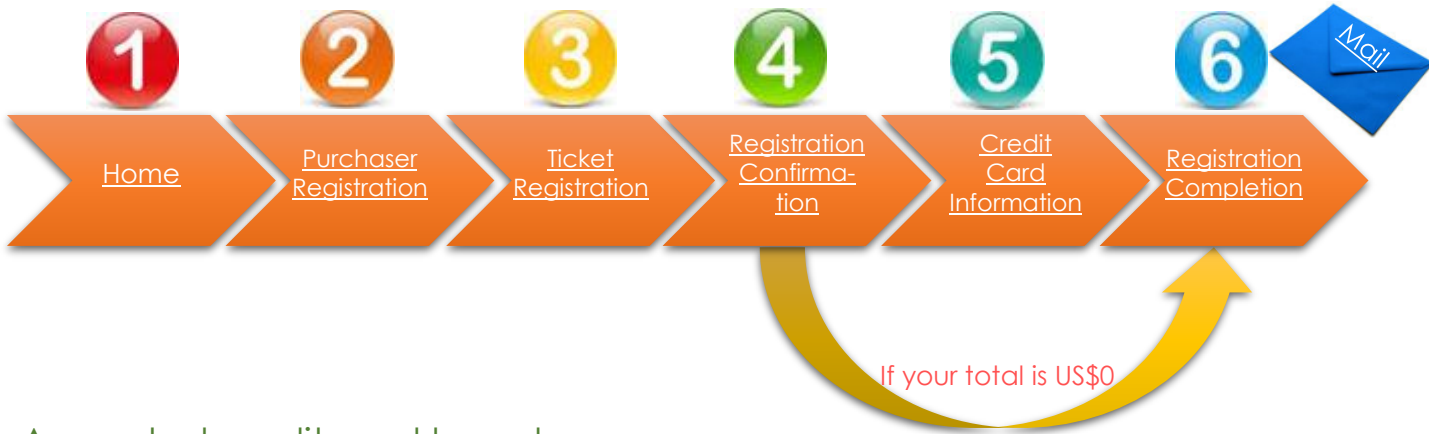 1
2
3
4
5
6
Mail
Home
Purchaser
Registration
Ticket
Registration
Registration
Confirma-
tion
Credit
Card
Information
Registration
Completion
If your total is US$0